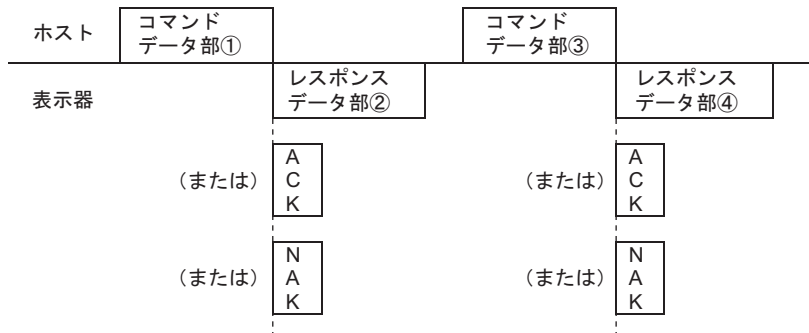 ホスト
コマンド
データ部①
コマンド
データ部③
表示器
レスポンス
データ部②
レスポンス
データ部④
(または)
A
C
K
(または)
A
C
K
(または)
N
A
K
(または)
N
A
K